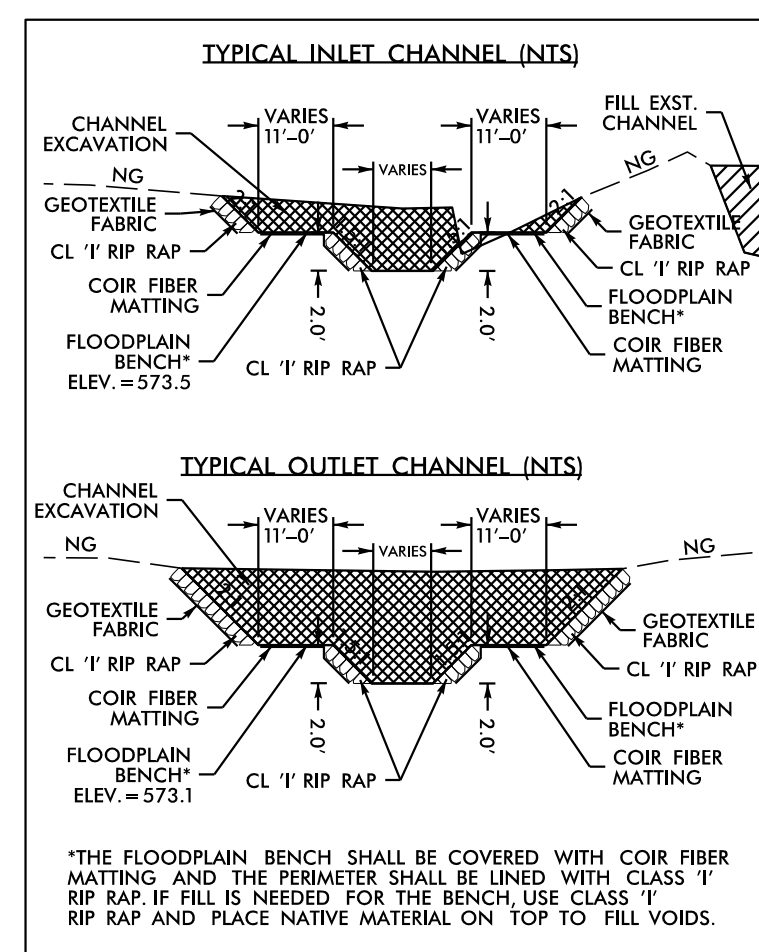 TYPICAL INLET CHANNEL (NTS)
VARIES
11'-0'
VARIES
11'-0'
FILL EXST.
CHANNEL
CHANNEL
EXCAVATION
VARIES
NG
NG
2:1
GEOTEXTILE
FABRIC
GEOTEXTILE
FABRIC
CL 'I' RIP RAP
CL 'I' RIP RAP
COIR FIBER
MATTING
FLOODPLAIN
BENCH*
2.0'
2.0'
FLOODPLAIN
BENCH*
ELEV.=573.5
CL 'I' RIP RAP
COIR FIBER
MATTING
TYPICAL OUTLET CHANNEL (NTS)
CHANNEL
EXCAVATION
VARIES
11'-0'
VARIES
11'-0'
VARIES
NG
NG
GEOTEXTILE
FABRIC
GEOTEXTILE
FABRIC
CL 'I' RIP RAP
CL 'I' RIP RAP
COIR FIBER
MATTING
FLOODPLAIN
BENCH*
2.0'
2.0'
FLOODPLAIN
BENCH*
ELEV.=573.1
CL 'I' RIP RAP
COIR FIBER
MATTING
*THE FLOODPLAIN BENCH SHALL BE COVERED WITH COIR FIBER
MATTING AND THE PERIMETER SHALL BE LINED WITH CLASS 'I'
RIP RAP. IF FILL IS NEEDED FOR THE BENCH, USE CLASS 'I'
RIP RAP AND PLACE NATIVE MATERIAL ON TOP TO FILL VOIDS.